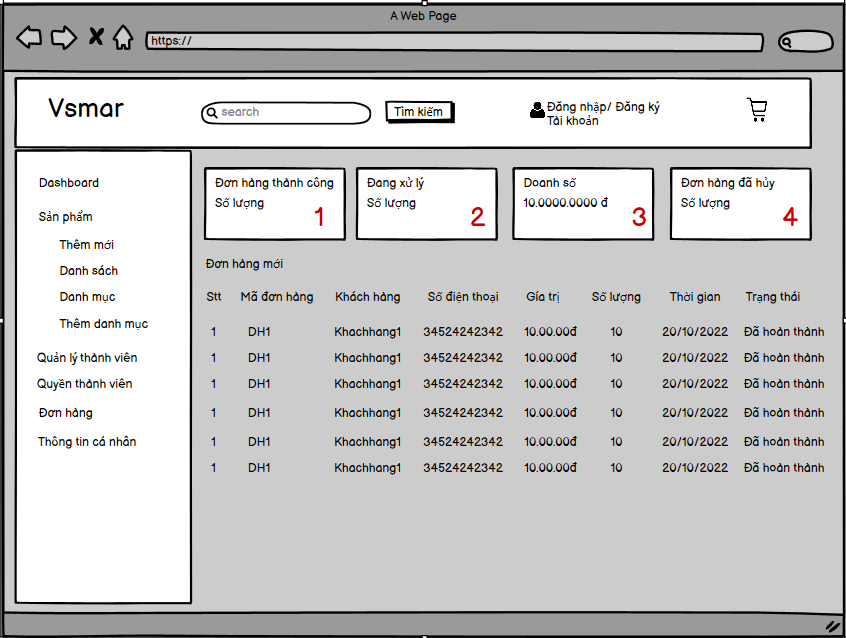 A Web Page
https://
Vsmar
search
Tìm kiếm
Đăng nhập/ Đăng ký
Tài khoản
Dashboard
Sản phẩm
Thêm mới
Danh sách
Danh mục
Thêm danh mục
Quản lý thành viên
Quyền thành viên
Đơn hàng
Thông tin cá nhân
Đơn hàng thành công
Số lượng
1
Đang xử lý
Số lượng
2
Doanh số
10.0000.0000 đ
3
Đơn hàng đã hủy
Số lượng
4
Đơn hàng mới
Stt Mã đơn hàng Khách hàng Số điện thoại Gía trị Số lượng Thời gian Trạng thái
1 DH1 Khachhang1 34524242342 10.00.00đ 10 20/10/2022 Đã hoàn thành
1 DH1 Khachhang1 34524242342 10.00.00đ 10 20/10/2022 Đã hoàn thành
1 DH1 Khachhang1 34524242342 10.00.00đ 10 20/10/2022 Đã hoàn thành
1 DH1 Khachhang1 34524242342 10.00.00đ 10 20/10/2022 Đã hoàn thành
1 DH1 Khachhang1 34524242342 10.00.00đ 10 20/10/2022 Đã hoàn thành
1 DH1 Khachhang1 34524242342 10.00.00đ 10 20/10/2022 Đã hoàn thành